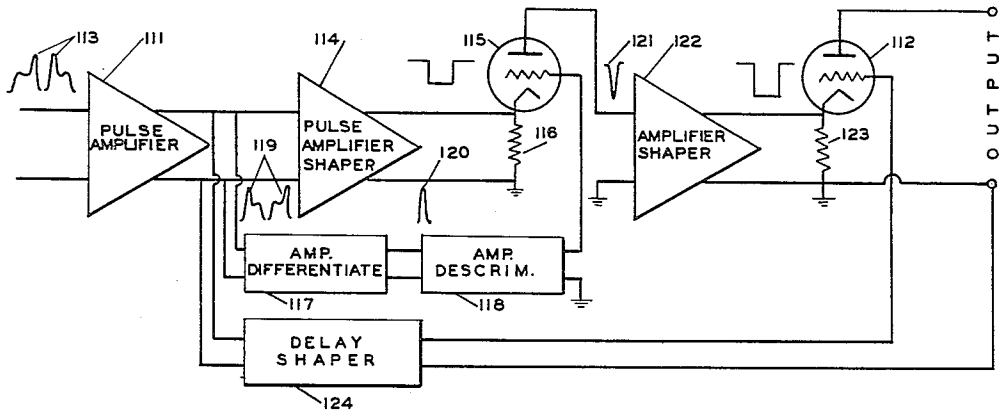 113
111
PULSE
AMPLIFIER
114
PULSE
AMPLIFIER
SHAPER
119
120
115
116
121
122
AMPLIFIER
SHAPER
112
123
OUTPUT
AMP.
DIFFERENTIATE
117
AMP.
DESCRIM.
118
DELAY
SHAPER
124